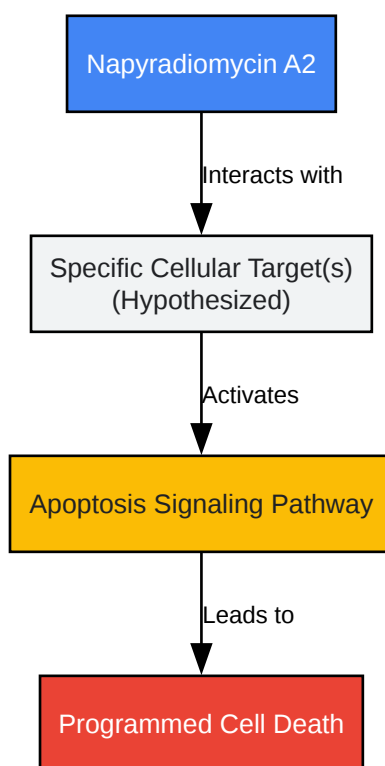 Napyradiomycin A2
Interacts with
Specific Cellular Target(s)
(Hypothesized)
Activates
Apoptosis Signaling Pathway
Leads to
Programmed Cell Death